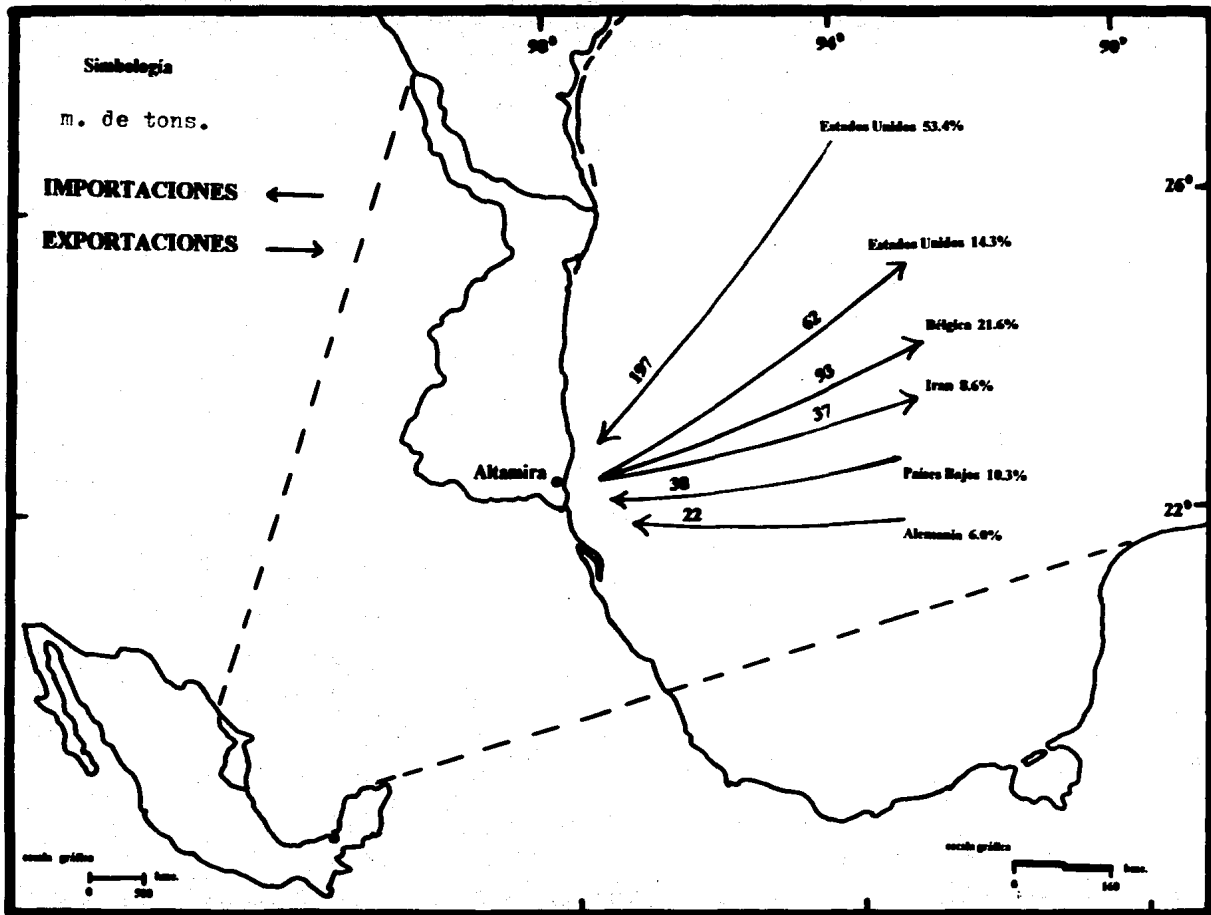 98° 94° 90°
Simbología
m. de tons.
IMPORTACIONES
EXPORTACIONES
Estados Unidos 53.4%
26°
Estados Unidos 14.3%
62
Bélgica 21.6%
93
197
Iran 8.6%
37
Altamira
Países Bajos 10.3%
38
22°
22
Alemania 6.0%
escala gráfica
kms.
0 500
escala gráfica
kms.
0 160